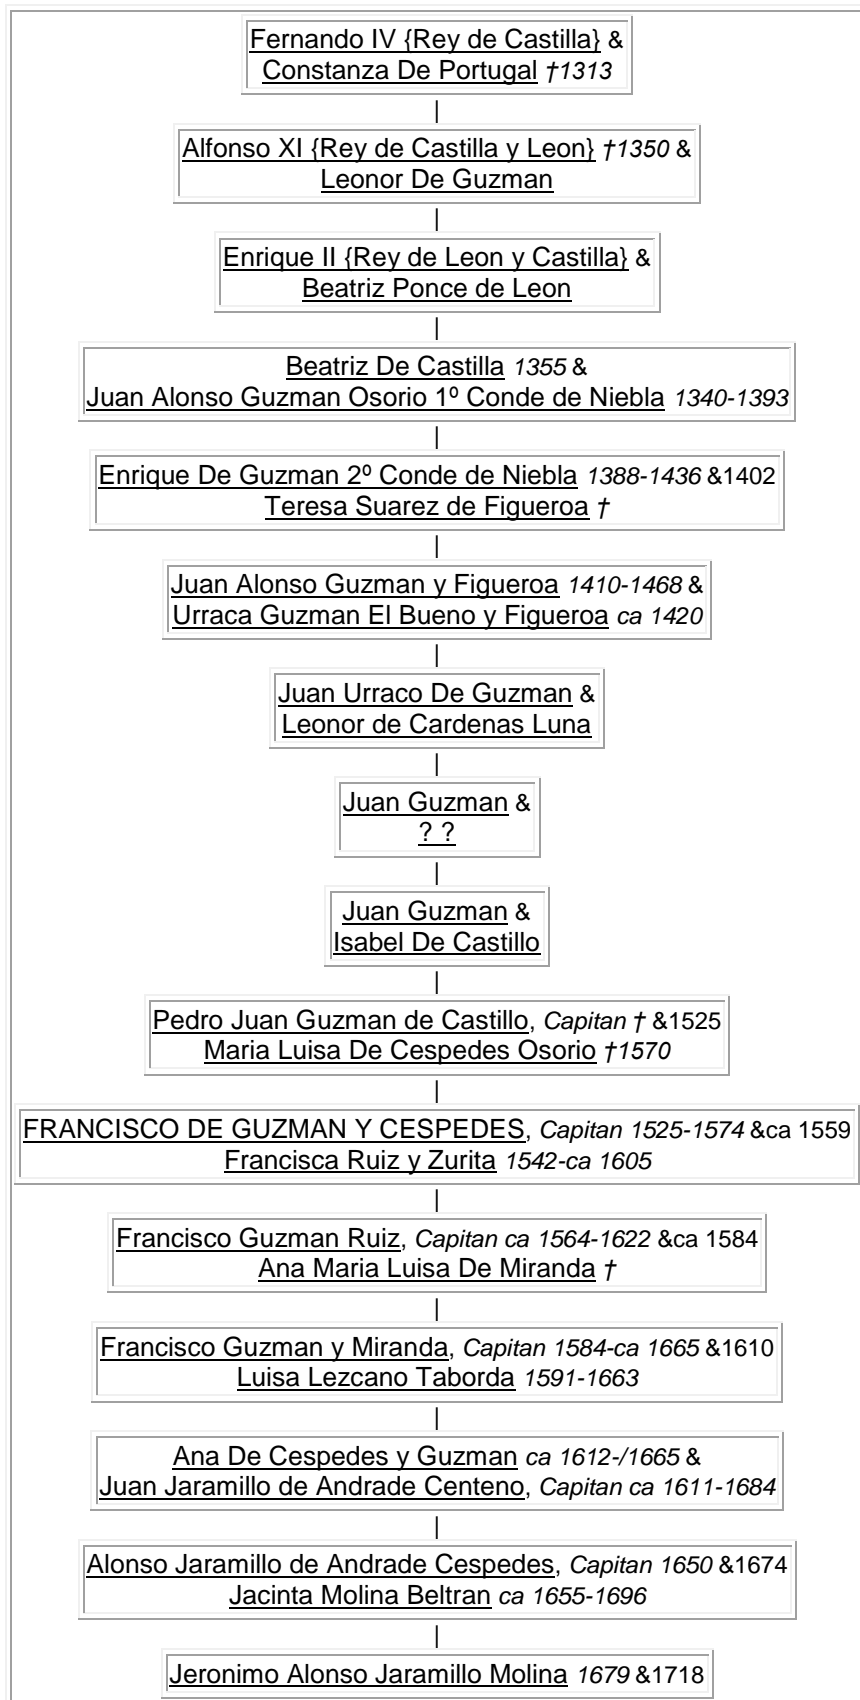 Fernando IV {Rey de Castilla} &
Constanza De Portugal †1313
Alfonso XI {Rey de Castilla y Leon} †1350 &
Leonor De Guzman
Enrique II {Rey de Leon y Castilla} &
Beatriz Ponce de Leon
Beatriz De Castilla 1355 &
Juan Alonso Guzman Osorio 1º Conde de Niebla 1340-1393
Enrique De Guzman 2º Conde de Niebla 1388-1436 &1402
Teresa Suarez de Figueroa †
Juan Alonso Guzman y Figueroa 1410-1468 &
Urraca Guzman El Bueno y Figueroa ca 1420
Juan Urraco De Guzman &
Leonor de Cardenas Luna
Juan Guzman &
? ?
Juan Guzman &
Isabel De Castillo
Pedro Juan Guzman de Castillo, Capitan † &1525
Maria Luisa De Cespedes Osorio †1570
FRANCISCO DE GUZMAN Y CESPEDES, Capitan 1525-1574 &ca 1559
Francisca Ruiz y Zurita 1542-ca 1605
Francisco Guzman Ruiz, Capitan ca 1564-1622 &ca 1584
Ana Maria Luisa De Miranda †
Francisco Guzman y Miranda, Capitan 1584-ca 1665 &1610
Luisa Lezcano Taborda 1591-1663
Ana De Cespedes y Guzman ca 1612-/1665 &
Juan Jaramillo de Andrade Centeno, Capitan ca 1611-1684
Alonso Jaramillo de Andrade Cespedes, Capitan 1650 &1674
Jacinta Molina Beltran ca 1655-1696
Jeronimo Alonso Jaramillo Molina 1679 &1718